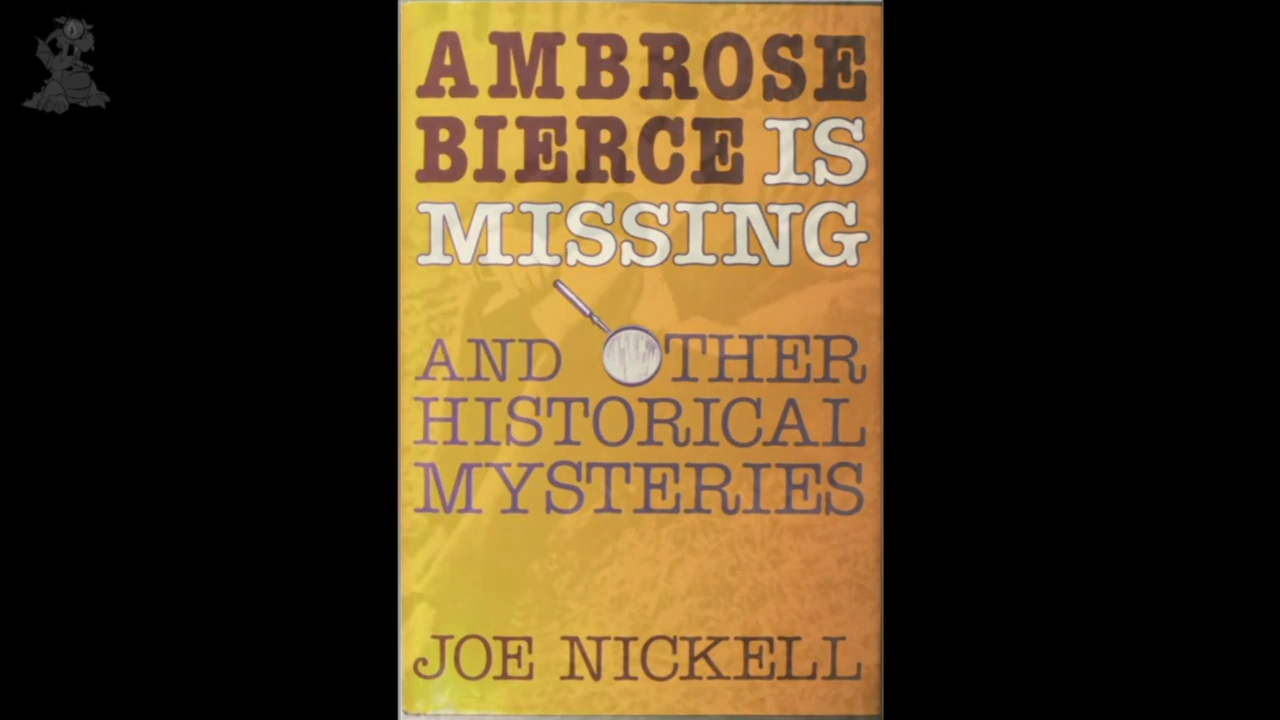 AMBROSE
BIERCE IS
MISSING
AND OTHER
HISTORICAL
MYSTERIES
JOE NICKELL